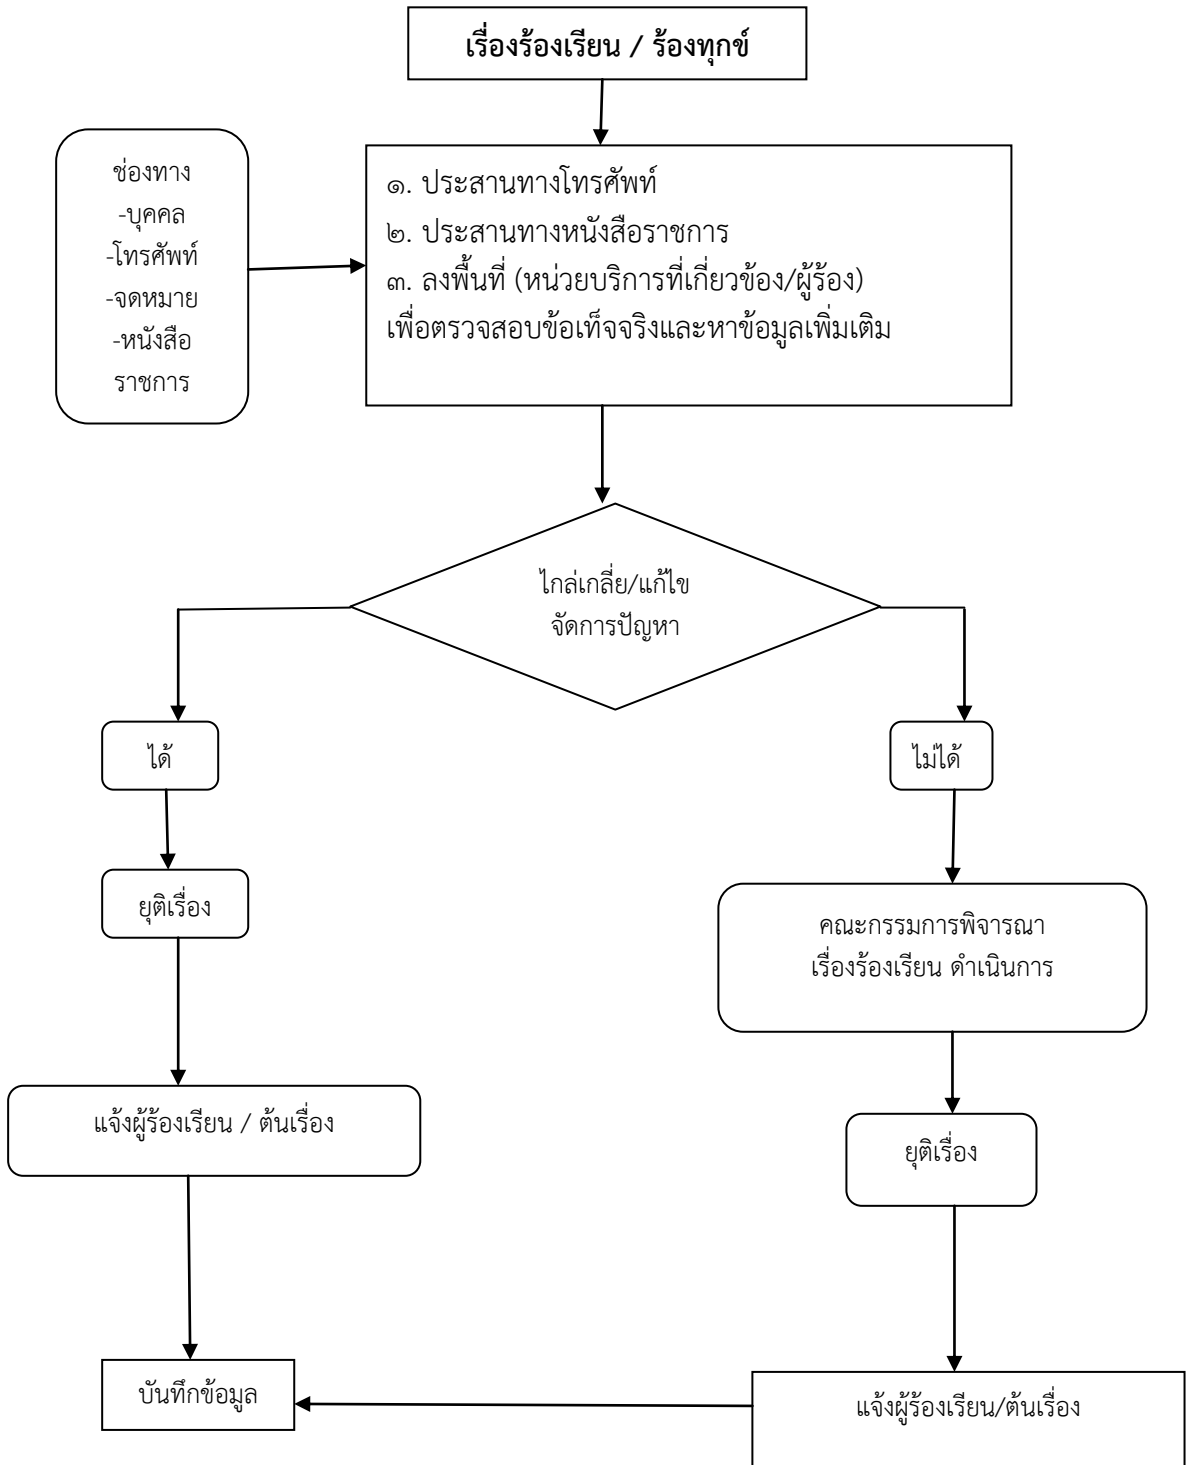 เรื่องร้องเรียน / ร้องทุกข์
ช่องทาง
-บุคคล
-โทรศัพท์
-จดหมาย
-หนังสือ
ราชการ
๑. ประสานทางโทรศัพท์
๒. ประสานทางหนังสือราชการ
๓. ลงพื้นที่ (หน่วยบริการที่เกี่ยวข้อง/ผู้ร้อง)
เพื่อตรวจสอบข้อเท็จจริงและหาข้อมูลเพิ่มเติม
ไกล่เกลี่ย/แก้ไข
จัดการปัญหา
ได้
ไม่ได้
ยุติเรื่อง
คณะกรรมการพิจารณา
เรื่องร้องเรียน ดำเนินการ
แจ้งผู้ร้องเรียน / ต้นเรื่อง
ยุติเรื่อง
บันทึกข้อมูล
แจ้งผู้ร้องเรียน/ต้นเรื่อง